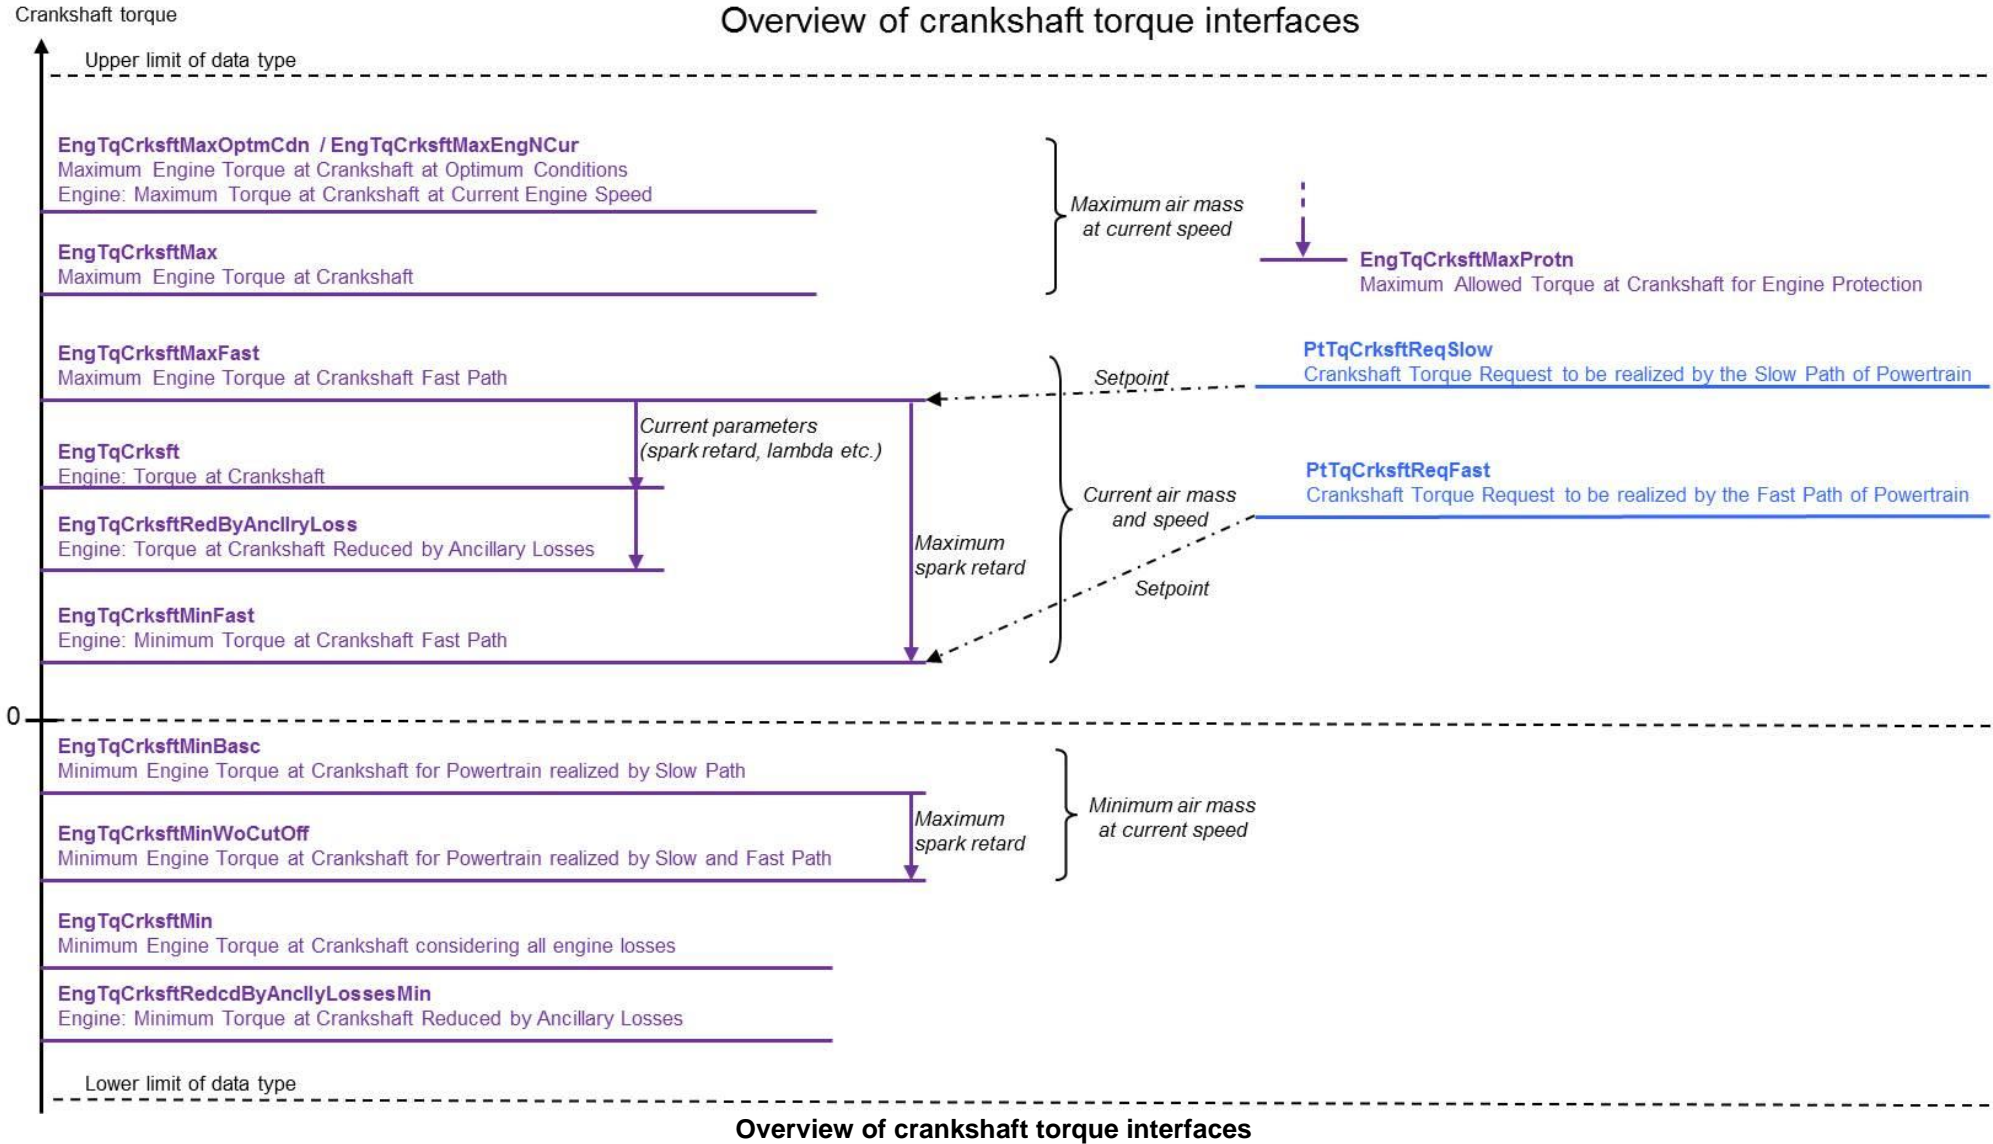 Crankshaft torque
Overview of crankshaft torque interfaces
Upper limit of data type
EngTqCrksftMaxOptmCdn / EngTqCrksftMaxEngNCur
Maximum Engine Torque at Crankshaft at Optimum Conditions
Engine: Maximum Torque at Crankshaft at Current Engine Speed
Maximum air mass
at current speed
EngTqCrksftMax
Maximum Engine Torque at Crankshaft
EngTqCrksftMaxProtn
Maximum Allowed Torque at Crankshaft for Engine Protection
EngTqCrksftMaxFast
Maximum Engine Torque at Crankshaft Fast Path
Setpoint
PtTqCrksftReqSlow
Crankshaft Torque Request to be realized by the Slow Path of Powertrain
Current parameters
(spark retard, lambda etc.)
EngTqCrksft
Engine: Torque at Crankshaft
PtTqCrksftReqFast
Crankshaft Torque Request to be realized by the Fast Path of Powertrain
Current air mass
and speed
EngTqCrksftRedByAncllryLoss
Engine: Torque at Crankshaft Reduced by Ancillary Losses
Maximum
spark retard
Setpoint
EngTqCrksftMinFast
Engine: Minimum Torque at Crankshaft Fast Path
0
EngTqCrksftMinBasc
Minimum Engine Torque at Crankshaft for Powertrain realized by Slow Path
Minimum air mass
at current speed
Maximum
spark retard
EngTqCrksftMinWoCutOff
Minimum Engine Torque at Crankshaft for Powertrain realized by Slow and Fast Path
EngTqCrksftMin
Minimum Engine Torque at Crankshaft considering all engine losses
EngTqCrksftRedcdByAncllyLossesMin
Engine: Minimum Torque at Crankshaft Reduced by Ancillary Losses
Lower limit of data type
Overview of crankshaft torque interfaces